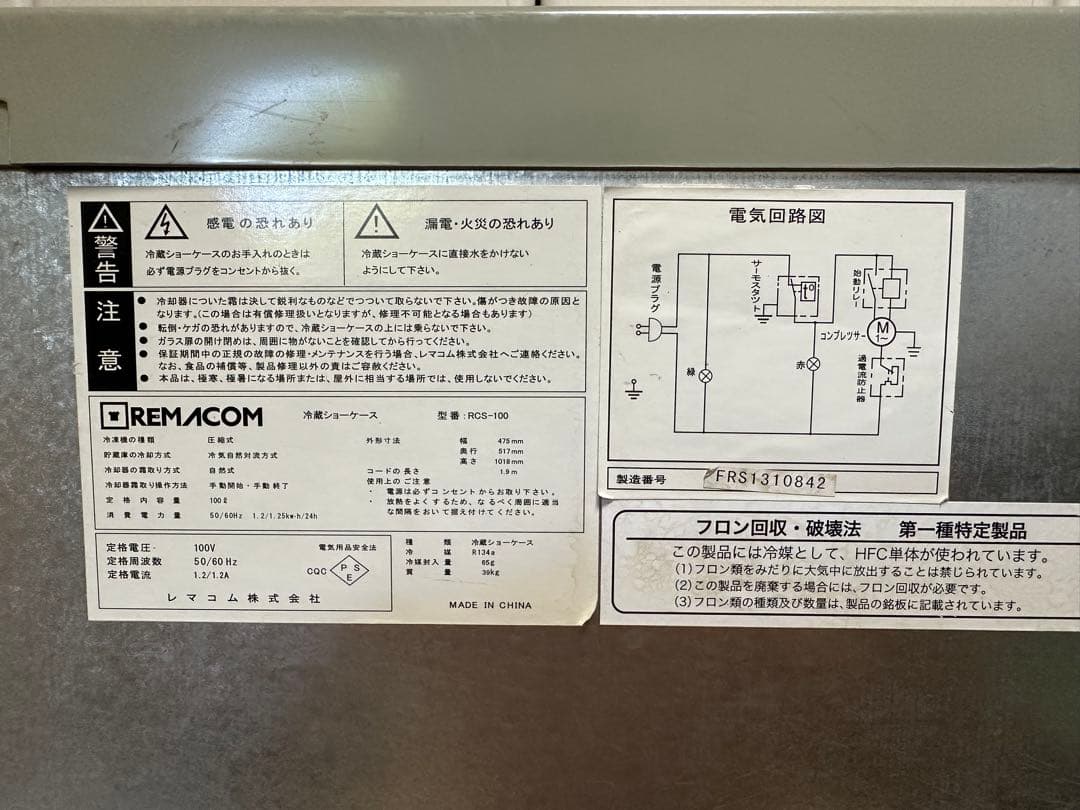 警告
感電の恐れあり
冷蔵ショーケースのお手入れのときは
必ず電源プラグをコンセントから抜く。
漏電・火災の恐れあり
冷蔵ショーケースに直接水をかけない
ようにして下さい。
注意
● 冷却器についた霜は決して鋭利なものなどでつついて取らないで下さい。傷がつき故障の原因と
なります。(この場合は有償修理扱いとなりますが、修理不可能となる場合もあります)
● 転倒・ケガの恐れがありますので、冷蔵ショーケースの上には乗らないで下さい。
● ガラス扉の開け閉めは、周囲に物がないことを確認してから行ってください。
● 保証期間中の正規の故障の修理・メンテナンスを行う場合、レマコム株式会社へご連絡ください。
なお、食品の補償等、製品修理以外の責はご容赦ください。
● 本品は、極寒、極暑になる場所または、屋外に相当する場所では、使用しないでください。
REMACOM 冷蔵ショーケース 型番:RCS-100
冷凍機の種類 圧縮式
貯蔵庫の冷却方式 冷気自然対流方式
冷却器の霜取り方式 自然式
冷却器霜取り操作方法 手動開始・手動終了
定格内容量 100ℓ
消費電力量 50/60Hz 1.2/1.25kw-h/24h
外形寸法 幅 475mm
奥行 517mm
高さ 1018mm
コードの長さ 1.9m
使用上のご注意
・ 電源は必ずコンセントからお取り下さい。
・ 放熱をよくするため、なるべく周囲に適当
な間隔をおいて据え付けてください。
定格電圧・ 100V
定格周波数 50/60Hz
定格電流 1.2/1.2A
電気用品安全法
CQC
PS
E
レマコム株式会社
種類 冷蔵ショーケース
冷媒 R134a
冷媒封入量 65g
質量 39kg
MADE IN CHINA
電気回路図
電源プラグ
サーモスタット
始動リレー
コンプレッサー
M
1~
過電流防止器
緑
赤
製造番号 FRS1310842
フロン回収・破壊法 第一種特定製品
この製品には冷媒として、HFC単体が使われています。
(1)フロン類をみだりに大気中に放出することは禁じられています。
(2)この製品を廃棄する場合には、フロン回収が必要です。
(3)フロン類の種類及び数量は、製品の銘板に記載されています。